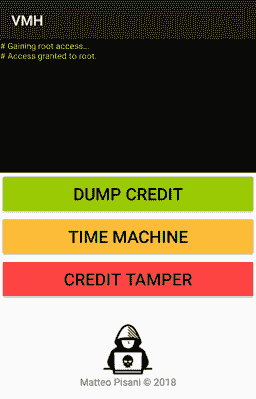 VMH
# Gaining root access...
# Access granted to root.
DUMP CREDIT
TIME MACHINE
CREDIT TAMPER
Matteo Pisani © 2018